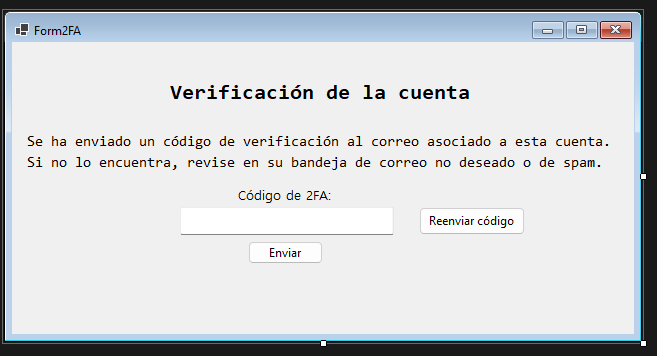 Form2FA
Verificación de la cuenta
Se ha enviado un código de verificación al correo asociado a esta cuenta.
Si no lo encuentra, revise en su bandeja de correo no deseado o de spam.
Código de 2FA:
Reenviar código
Enviar